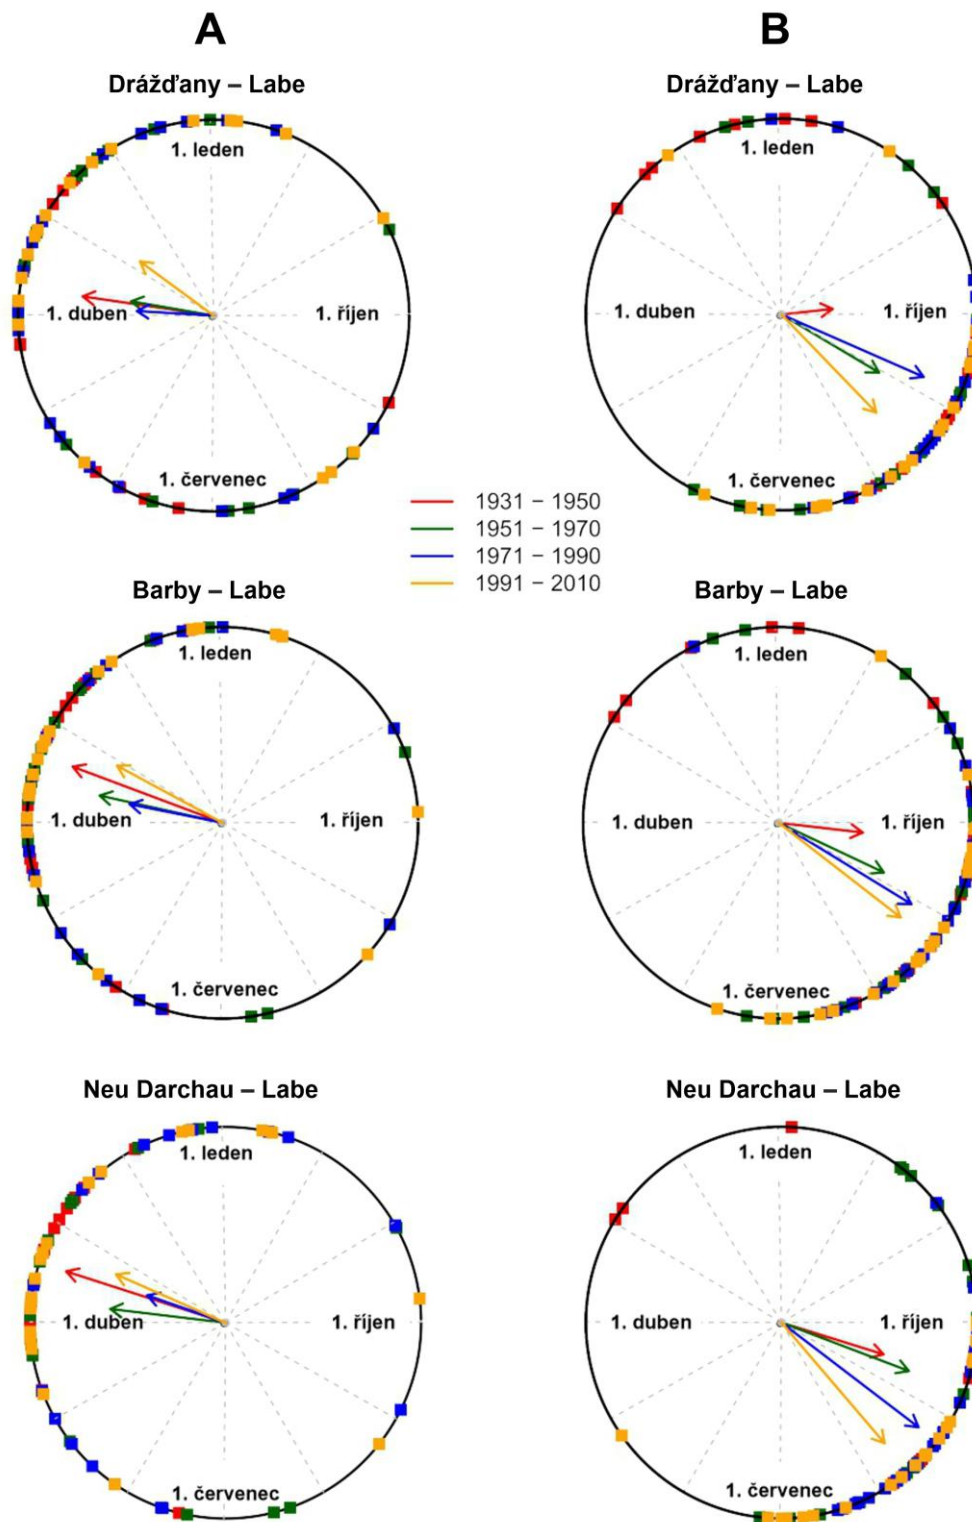 A
B
Drážďany – Labe
Drážďany – Labe
1. leden
1. leden
1. duben
1. říjen
1. duben
1. říjen
1. červenec
1. červenec
1931 – 1950
1951 – 1970
1971 – 1990
1991 – 2010
Barby – Labe
Barby – Labe
1. leden
1. leden
1. duben
1. říjen
1. duben
1. říjen
1. červenec
1. červenec
Neu Darchau – Labe
Neu Darchau – Labe
1. leden
1. leden
1. duben
1. říjen
1. duben
1. říjen
1. červenec
1. červenec